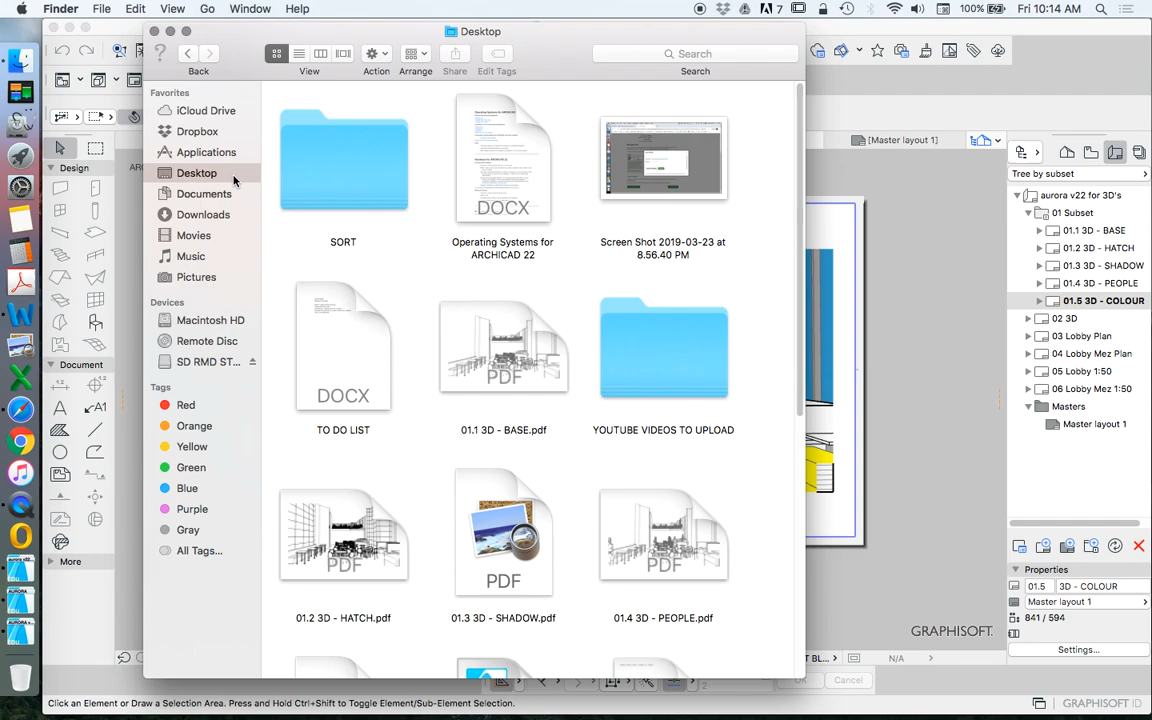 Finder File Edit View Go Window Help
7 100% Fri 10:14 AM
Desktop
Back View Action Arrange Share Edit Tags Search
Search
Favorites
iCloud Drive
Dropbox
Applications
Desktop
Documents
Downloads
Movies
Music
Pictures
Devices
Macintosh HD
Remote Disc
SD RMD ST...
Tags
Red
Orange
Yellow
Green
Blue
Purple
Gray
All Tags...
SORT
DOCX
Operating Systems for
ARCHICAD 22
Screen Shot 2019-03-23 at
8.56.40 PM
DOCX
TO DO LIST
PDF
01.1 3D - BASE.pdf
YOUTUBE VIDEOS TO UPLOAD
PDF
01.2 3D - HATCH.pdf
PDF
01.3 3D - SHADOW.pdf
PDF
01.4 3D - PEOPLE.pdf
Design
Document
More
ARC
[Master layout 1]
Tree by subset
aurora v22 for 3D's
01 Subset
01.1 3D - BASE
01.2 3D - HATCH
01.3 3D - SHADOW
01.4 3D - PEOPLE
01.5 3D - COLOUR
02 3D
03 Lobby Plan
04 Lobby Mez Plan
05 Lobby 1:50
06 Lobby Mez 1:50
Masters
Master layout 1
Properties
01.5 3D - COLOUR
Master layout 1
841 / 594
Settings...
GRAPHISOFT.
T BL... N/A
2 OK Cancel
Click an Element or Draw a Selection Area. Press and Hold Ctrl+Shift to Toggle Element/Sub-Element Selection.
GRAPHISOFT ID